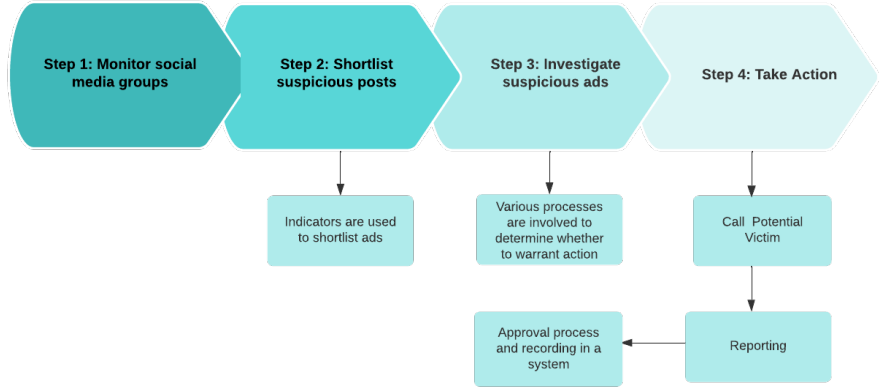 Step 1: Monitor social
media groups
Step 2: Shortlist
suspicious posts
Step 3: Investigate
suspicious ads
Step 4: Take Action
Indicators are used
to shortlist ads
Various processes
are involved to
determine whether
to warrant action
Call Potential
Victim
Approval process
and recording in a
system
Reporting